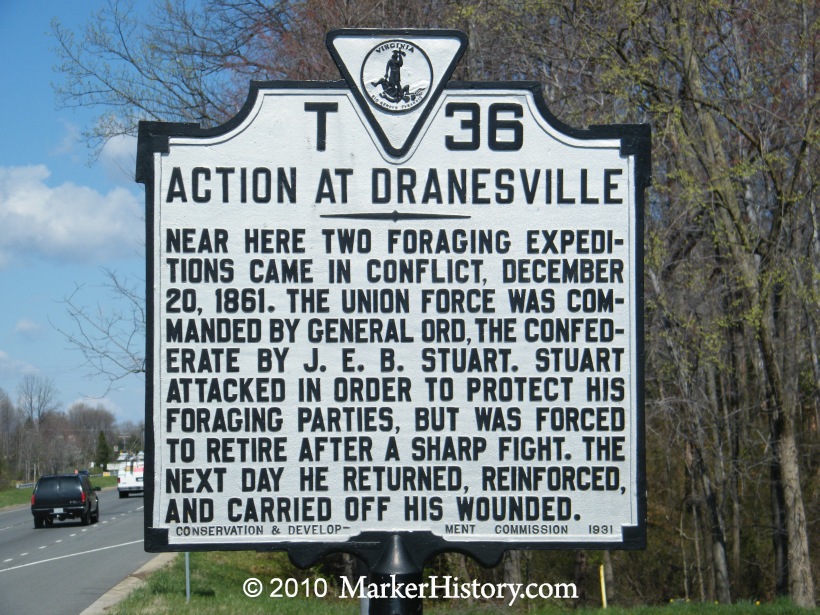 VIRGINIA
T 36
ACTION AT DRANESVILLE
NEAR HERE TWO FORAGING EXPEDI-
TIONS CAME IN CONFLICT, DECEMBER
20, 1861. THE UNION FORCE WAS COM-
MANDED BY GENERAL ORD, THE CONFED-
ERATE BY J. E. B. STUART. STUART
ATTACKED IN ORDER TO PROTECT HIS
FORAGING PARTIES, BUT WAS FORCED
TO RETIRE AFTER A SHARP FIGHT. THE
NEXT DAY HE RETURNED, REINFORCED,
AND CARRIED OFF HIS WOUNDED.
CONSERVATION & DEVELOP- MENT COMMISSION 1931
© 2010 MarkerHistory.com